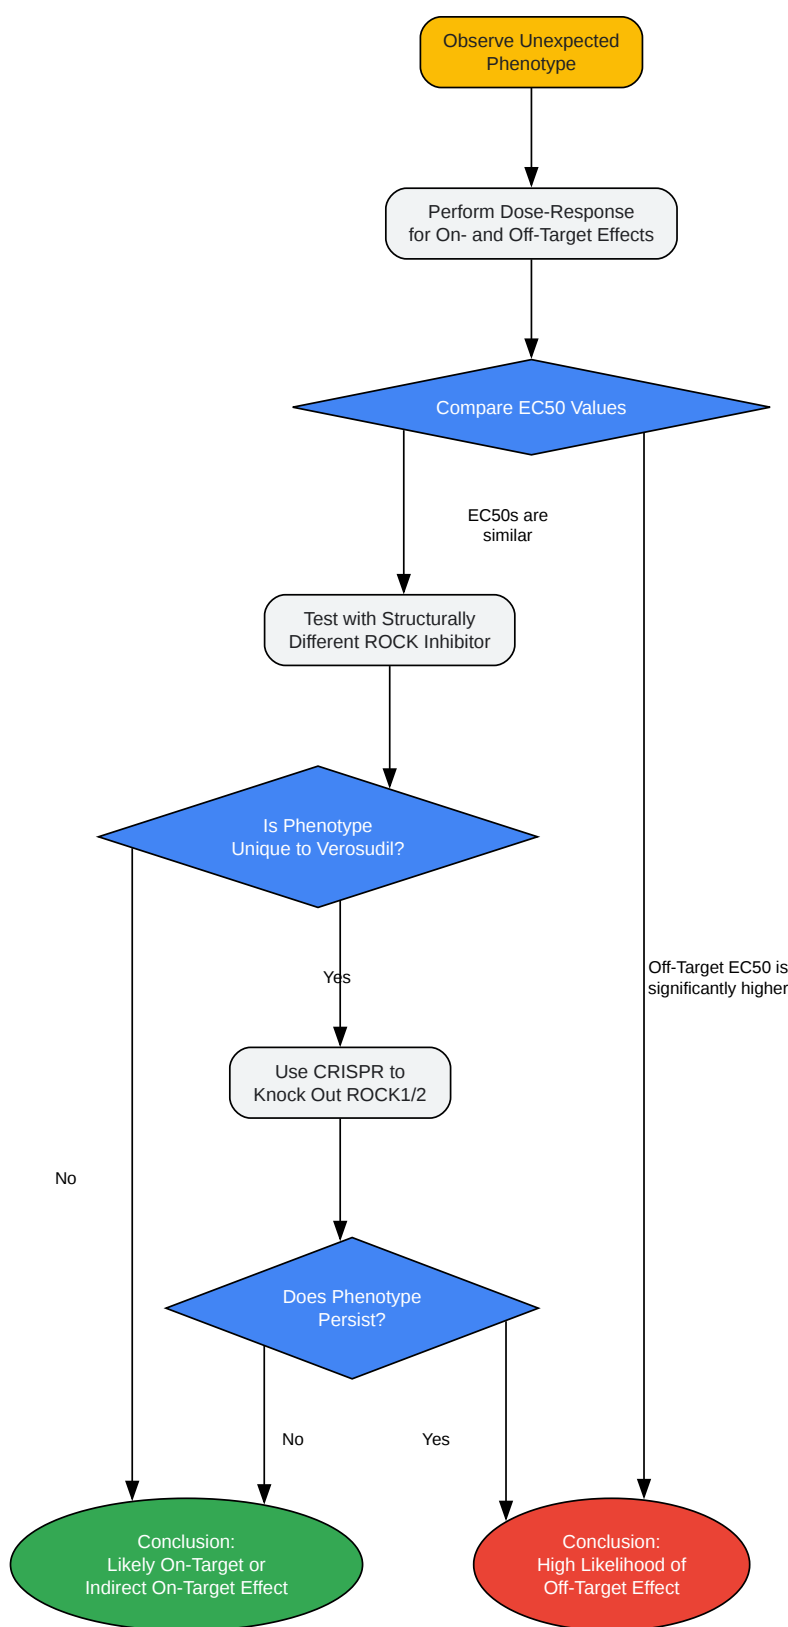 Observe Unexpected
Phenotype
Perform Dose-Response
for On- and Off-Target Effects
Compare EC50 Values
EC50s are
similar
Test with Structurally
Different ROCK Inhibitor
Is Phenotype
Unique to Verosudil?
Off-Target EC50 is
significantly higher
Yes
Use CRISPR to
Knock Out ROCK1/2
No
Does Phenotype
Persist?
No
Yes
Conclusion:
Likely On-Target or
Indirect On-Target Effect
Conclusion:
High Likelihood of
Off-Target Effect